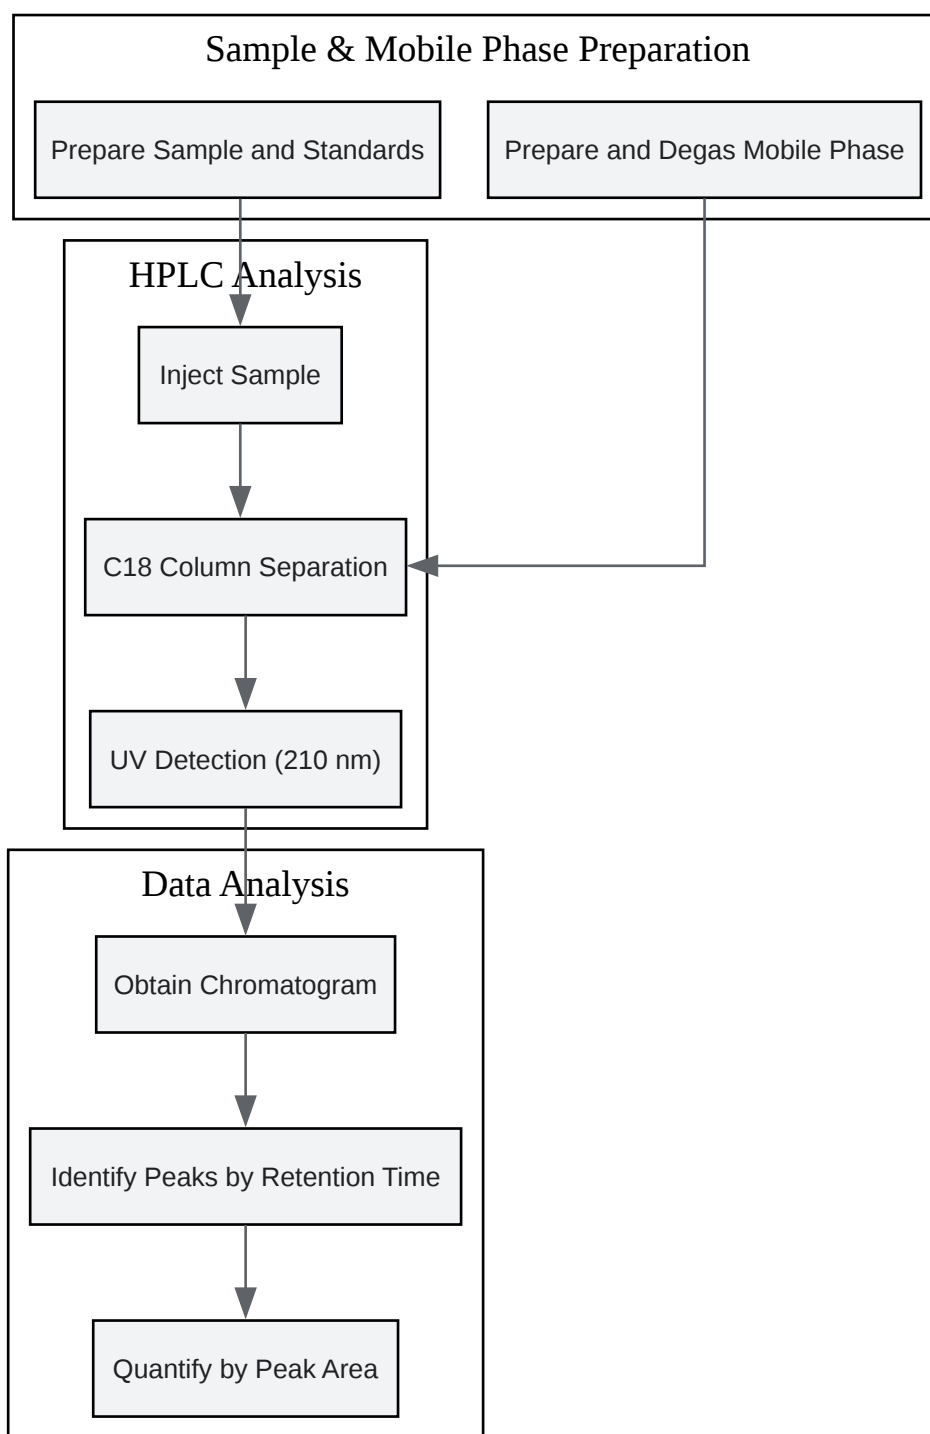 Sample & Mobile Phase Preparation
Prepare Sample and Standards
Prepare and Degas Mobile Phase
HPLC Analysis
Inject Sample
C18 Column Separation
UV Detection (210 nm)
Data Analysis
Obtain Chromatogram
Identify Peaks by Retention Time
Quantify by Peak Area